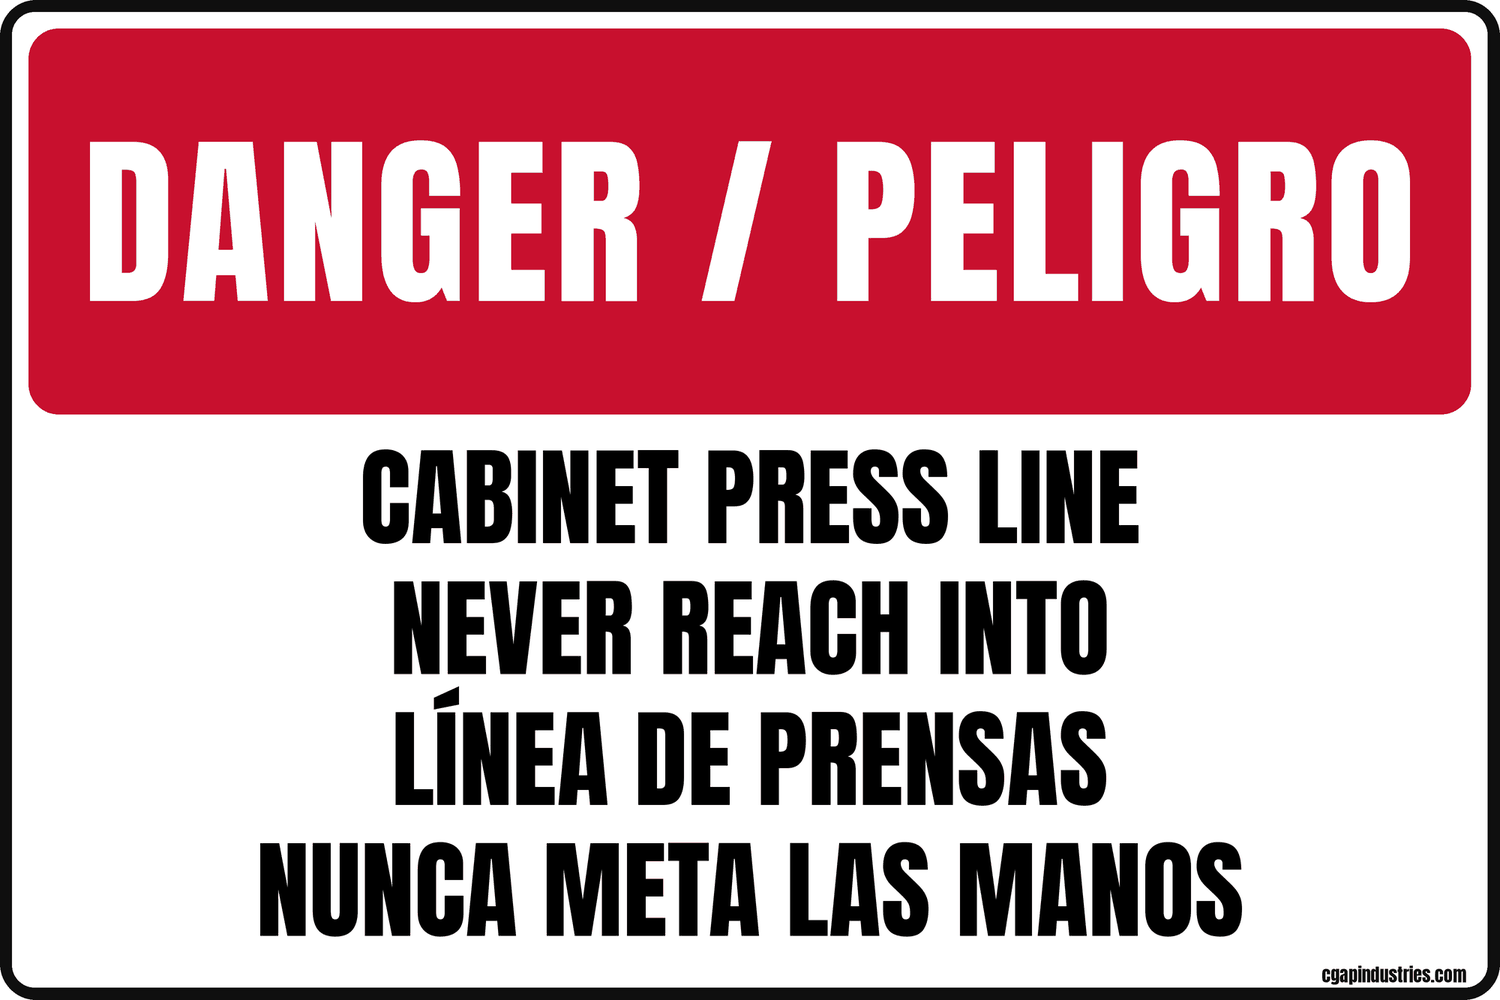 DANGER / PELIGRO
CABINET PRESS LINE
NEVER REACH INTO
LÍNEA DE PRENSAS
NUNCA META LAS MANOS
cgapindustries.com